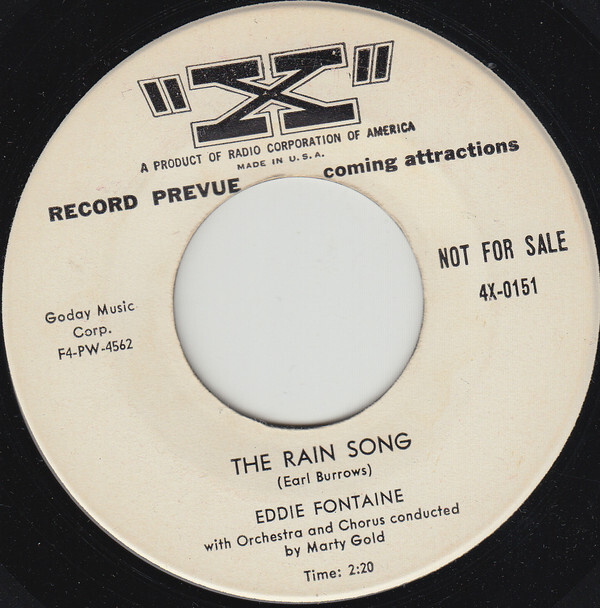 "X"
A PRODUCT OF RADIO CORPORATION OF AMERICA
MADE IN U.S.A.
RECORD PREVUE coming attractions
NOT FOR SALE
4X-0151
Goday Music
Corp.
F4-PW-4562
THE RAIN SONG
(Earl Burrows)
EDDIE FONTAINE
with Orchestra and Chorus conducted
by Marty Gold
Time: 2:20